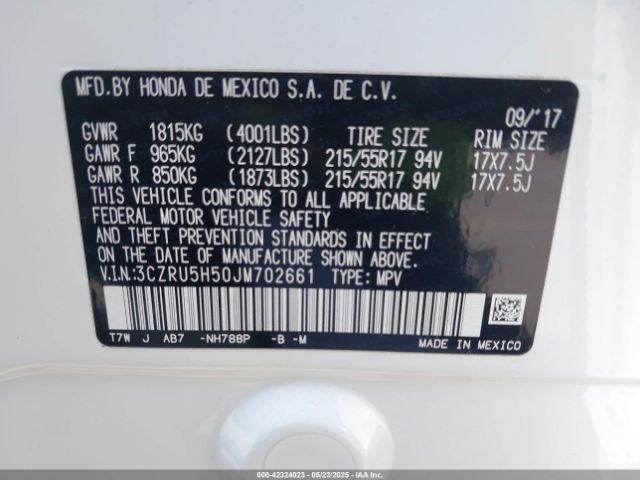 MFD.BY HONDA DE MEXICO S.A. DE C.V.
09/'17
GVWR 1815KG (4001LBS) TIRE SIZE RIM SIZE
GAWR F 965KG (2127LBS) 215/55R17 94V 17X7.5J
GAWR R 850KG (1873LBS) 215/55R17 94V 17X7.5J
THIS VEHICLE CONFORMS TO ALL APPLICABLE
FEDERAL MOTOR VEHICLE SAFETY
AND THEFT PREVENTION STANDARDS IN EFFECT
ON THE DATE OF MANUFACTURE SHOWN ABOVE.
V.I.N.:3CZRU5H50JM702661 TYPE: MPV
T7W J AB7 -NH788P -B -M MADE IN MEXICO
000-42324023 - 05/23/2025 - IAAI.COM